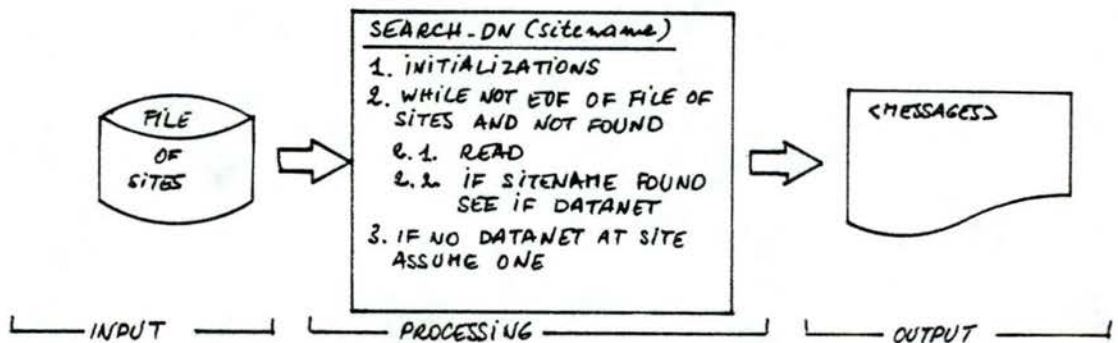 FILE
OF
SITES
SEARCH_DN (sitename)
1. INITIALIZATIONS
2. WHILE NOT EOF OF FILE OF
SITES AND NOT FOUND
2.1. READ
2.2. IF SITENAME FOUND
SEE IF DATANET
3. IF NO DATANET AT SITE
ASSUME ONE
<MESSAGES>
INPUT
PROCESSING
OUTPUT